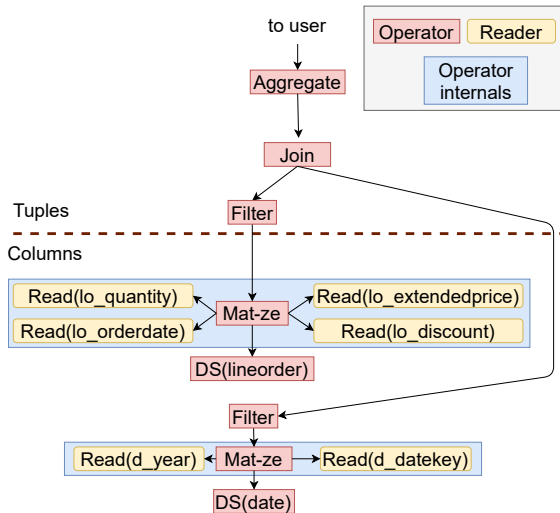 to user
Operator
Reader
Operator
internals
Aggregate
Join
Filter
Tuples
Columns
Read(lo_quantity)
Read(lo_extendedprice)
Mat-ze
Read(lo_orderdate)
Read(lo_discount)
DS(lineorder)
Filter
Read(d_year)
Mat-ze
Read(d_datekey)
DS(date)